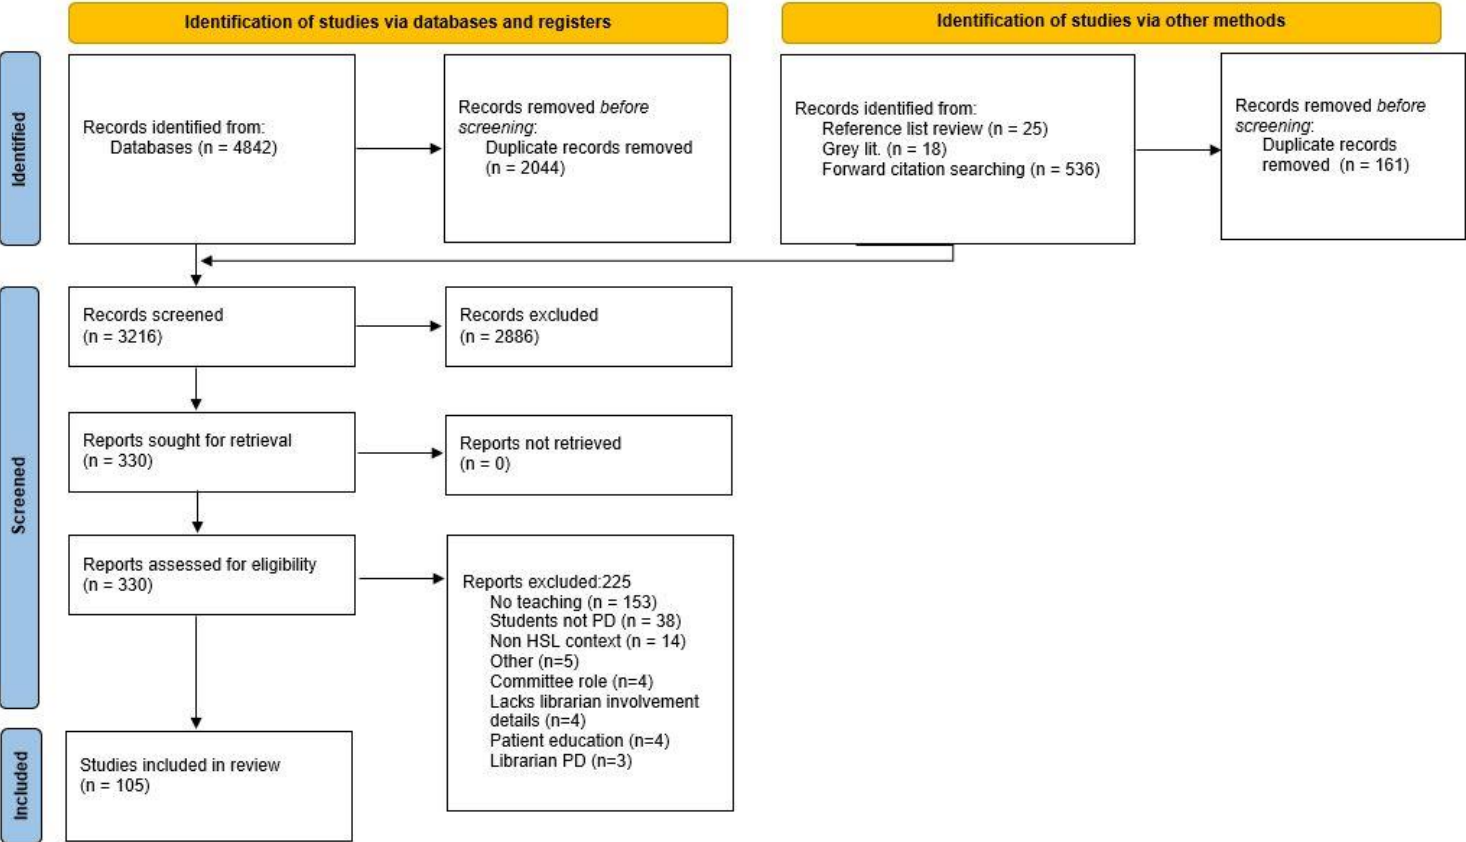 Identification of studies via databases and registers
Identification of studies via other methods
Identified
Records identified from:
Databases (n = 4842)
Records removed before
screening:
Duplicate records removed
(n = 2044)
Records identified from:
Reference list review (n = 25)
Grey lit. (n = 18)
Forward citation searching (n = 536)
Records removed before
screening:
Duplicate records
removed (n = 161)
Screened
Records screened
(n = 3216)
Records excluded
(n = 2886)
Reports sought for retrieval
(n = 330)
Reports not retrieved
(n = 0)
Reports assessed for eligibility
(n = 330)
Reports excluded:225
No teaching (n = 153)
Students not PD (n = 38)
Non HSL context (n = 14)
Other (n=5)
Committee role (n=4)
Lacks librarian involvement
details (n=4)
Patient education (n=4)
Librarian PD (n=3)
Included
Studies included in review
(n = 105)